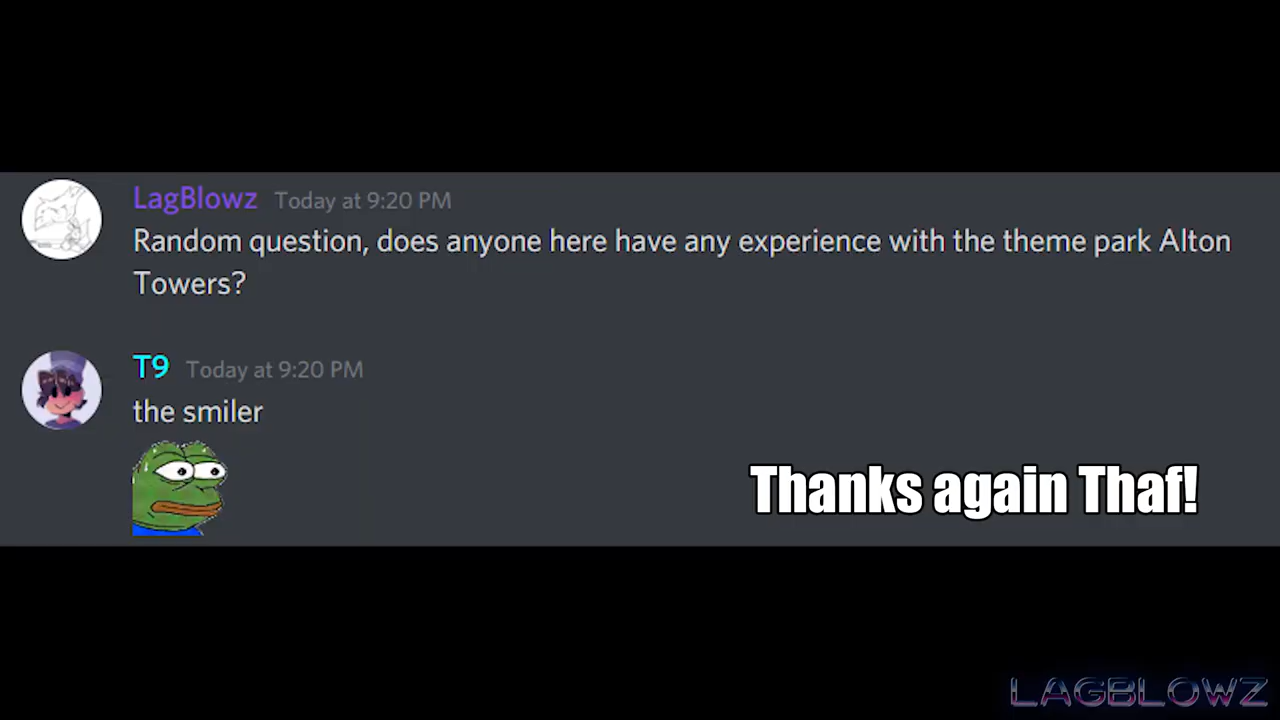 LagBlowz Today at 9:20 PM
Random question, does anyone here have any experience with the theme park Alton
Towers?
T9 Today at 9:20 PM
the smiler
Thanks again Thaf!
LAGBLOWZ